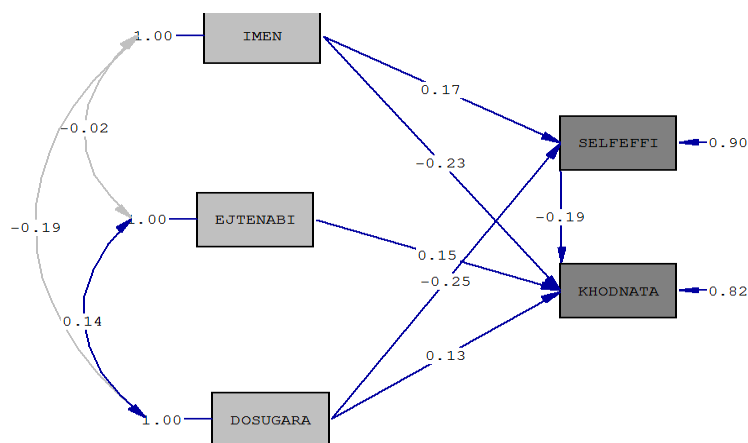 1.00
IMEN
0.17
-0.02
SELFEFFI
0.90
-0.23
-0.19
1.00
EJTENABI
-0.19
0.15
-0.25
KHODNATA
0.82
0.14
0.13
1.00
DOSUGARA